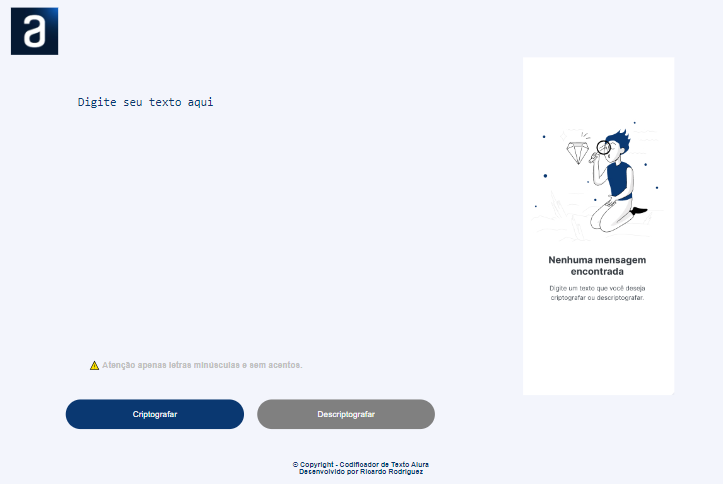 a
Digite seu texto aqui
Nenhuma mensagem
encontrada
Digite um texto que você deseja
criptografar ou descriptografar.
⚠ Atenção apenas letras minúsculas e sem acentos.
Criptografar
Descriptografar
© Copyright - Codificador de Texto Alura
Desenvolvido por Ricardo Rodriguez